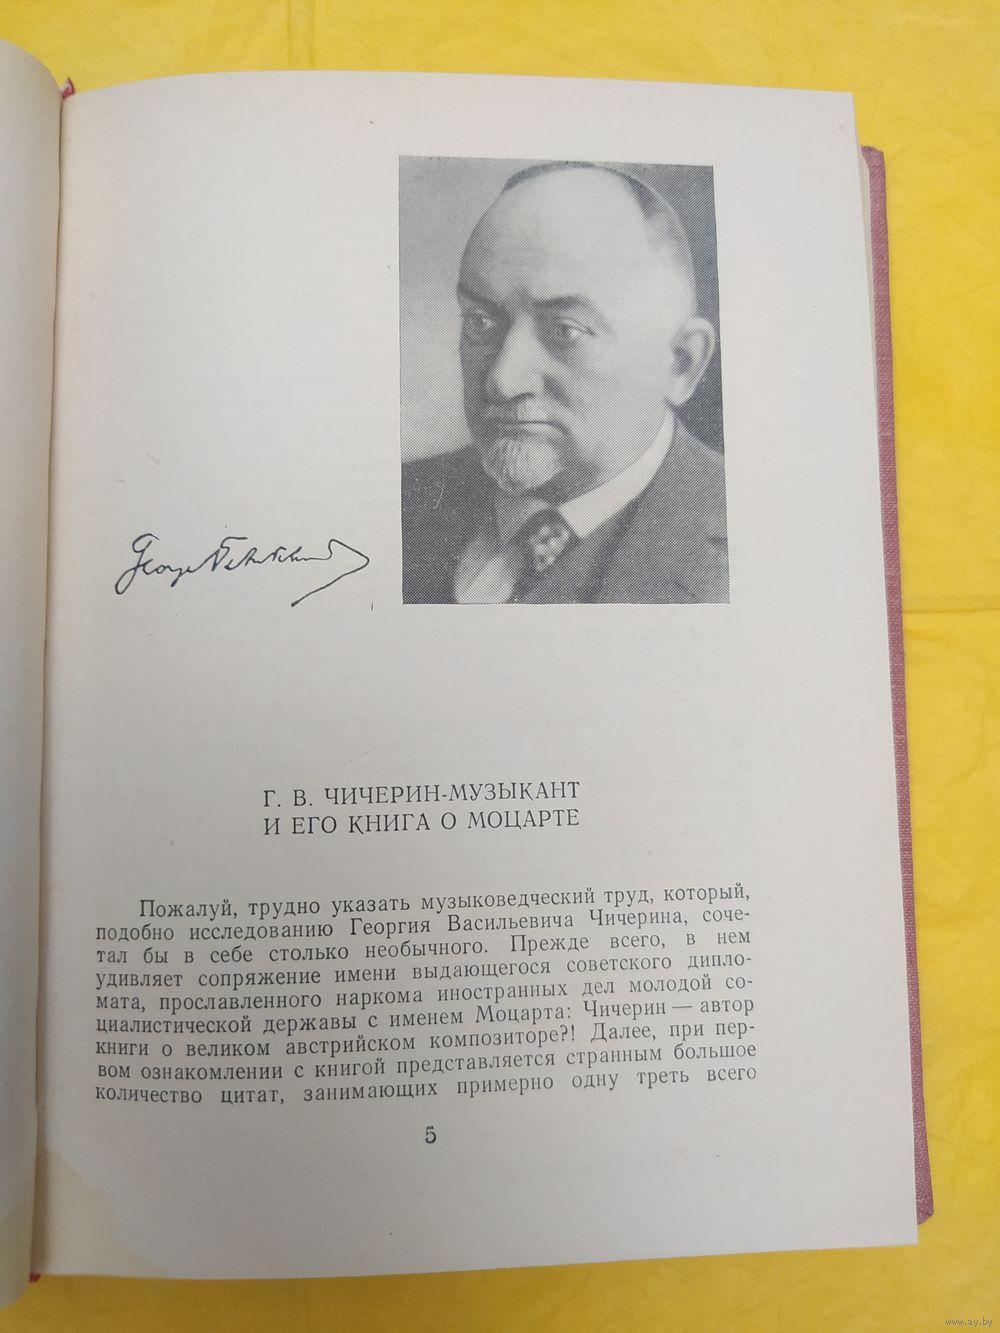 Г. В. ЧИЧЕРИН-МУЗЫКАНТ
И ЕГО КНИГА О МОЦАРТЕ
Пожалуй, трудно указать музыковедческий труд, который,
подобно исследованию Георгия Васильевича Чичерина, соче-
тал бы в себе столько необычного. Прежде всего, в нем
удивляет сопряжение имени выдающегося советского дипло-
мата, прославленного наркома иностранных дел молодой со-
циалистической державы с именем Моцарта: Чичерин — автор
книги о великом австрийском композиторе?! Далее, при пер-
вом ознакомлении с книгой представляется странным большое
количество цитат, занимающих примерно одну треть всего
5
www.ay.by